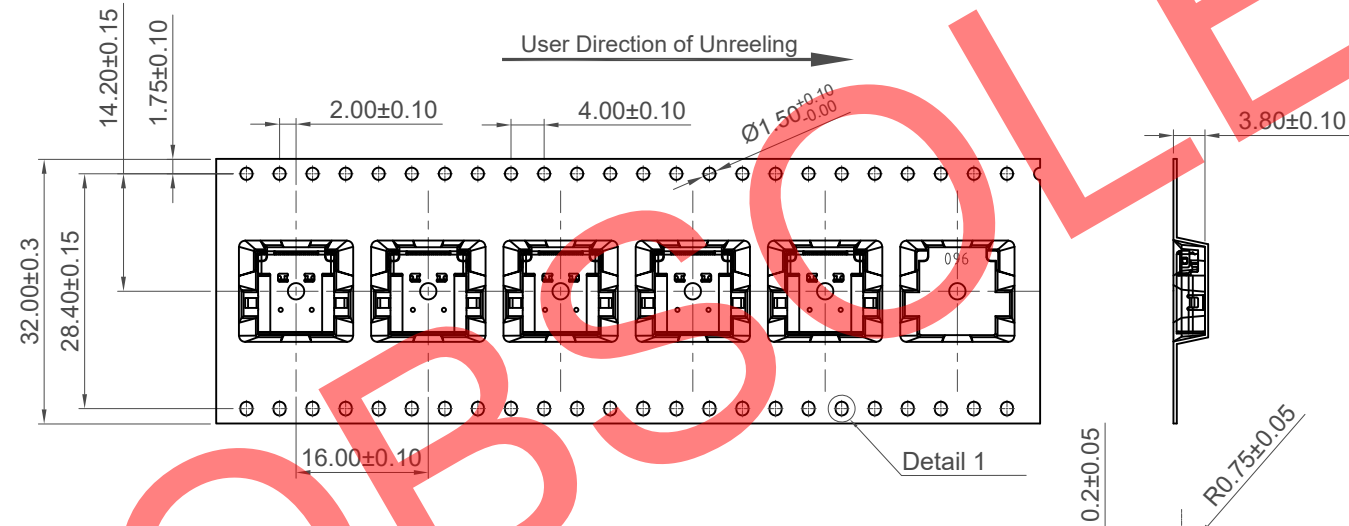 User Direction of Unreeling
14.20±0.15
1.75±0.10
2.00±0.10
4.00±0.10
Ø1.50+0.10
-0.00
3.80±0.10
32.00±0.3
28.40±0.15
096
16.00±0.10
Detail 1
0.2±0.05
R0.75±0.05
OBSOLE